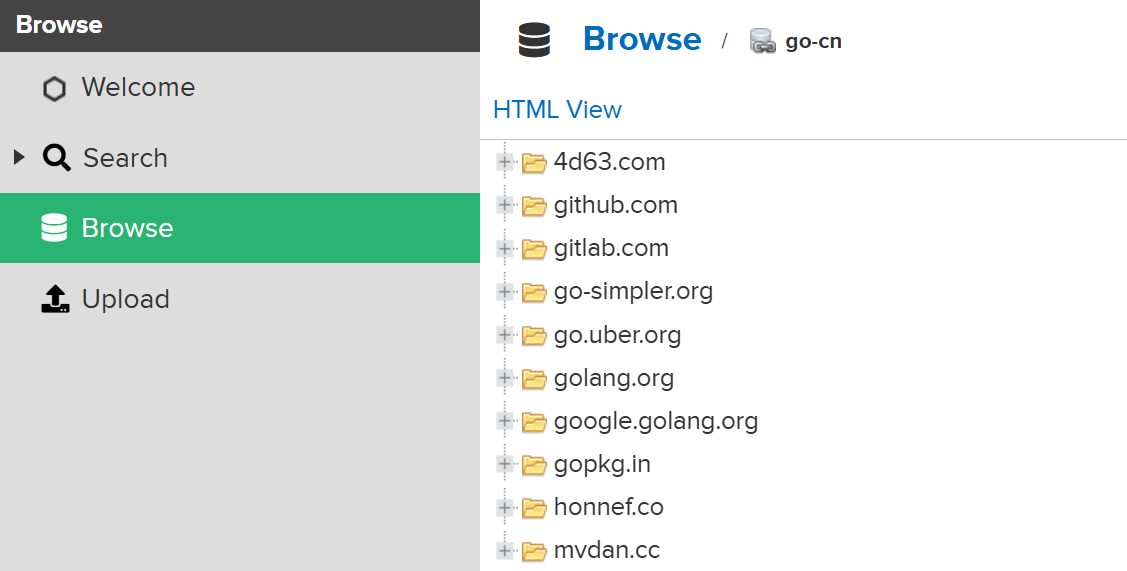 Browse
Welcome
Search
Browse
Upload
Browse / go-cn
HTML View
4d63.com
github.com
gitlab.com
go-simpler.org
go.uber.org
golang.org
google.golang.org
gopkg.in
honnef.co
mvdan.cc